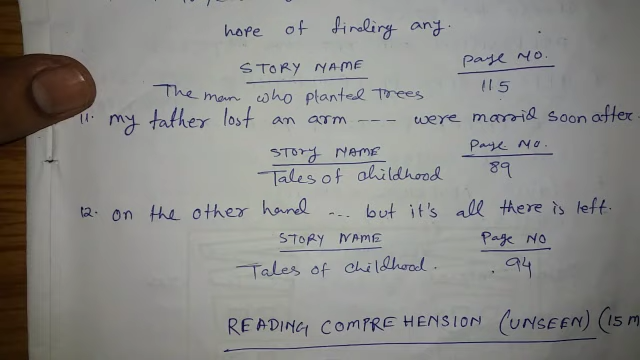 hope of finding any.
STORY NAME PAGE NO.
The man who planted Trees 115
11. my father lost an arm --- were marrid soon after.
STORY NAME PAGE NO.
Tales of childhood 89
12. on the other hand ... but it's all there is left.
STORY NAME PAGE NO
Tales of childhood. 94
READING COMPREHENSION (UNSEEN) (15 M